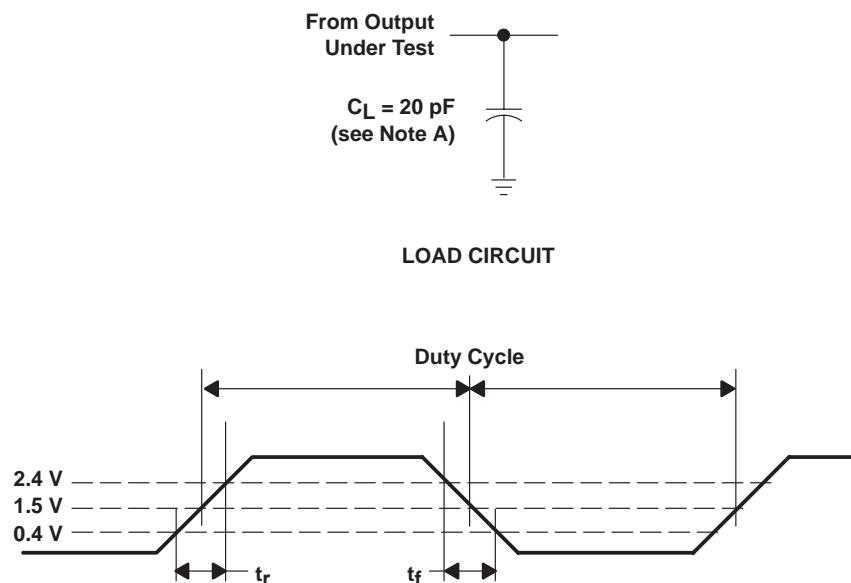 From Output
Under Test
CL = 20 pF
(see Note A)
LOAD CIRCUIT
Duty Cycle
2.4 V
1.5 V
0.4 V
tr
tf